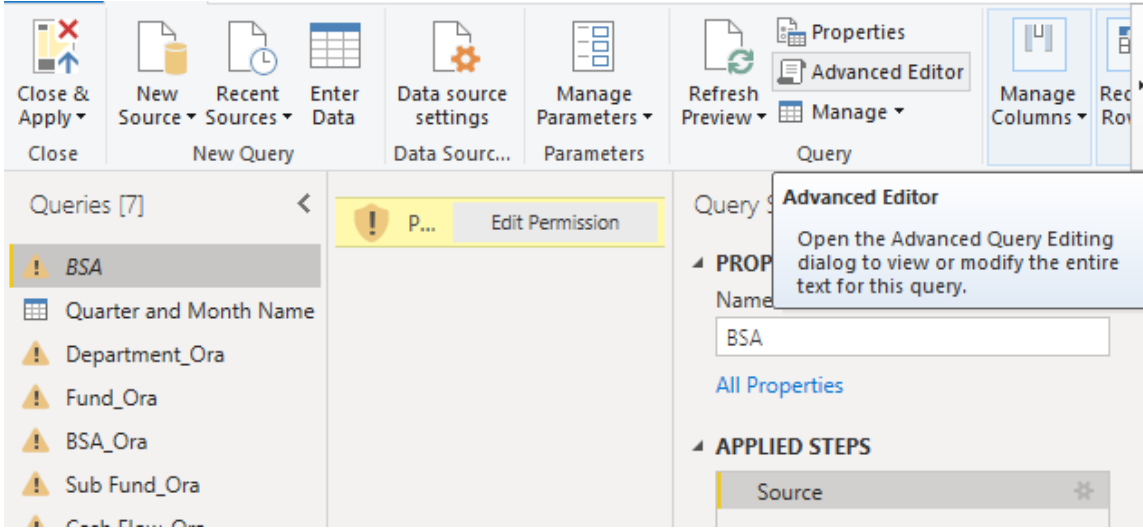 Close &
Apply
New
Source
Recent
Sources
Enter
Data
Data source
settings
Manage
Parameters
Refresh
Preview
Properties
Advanced Editor
Manage
Manage
Columns
Close
New Query
Data Sourc...
Parameters
Query
Queries [7]
BSA
Quarter and Month Name
Department_Ora
Fund_Ora
BSA_Ora
Sub Fund_Ora
Cash Flow_Ora
P... Edit Permission
Query S
PROP
Name
BSA
All Properties
APPLIED STEPS
Source
Advanced Editor
Open the Advanced Query Editing
dialog to view or modify the entire
text for this query.